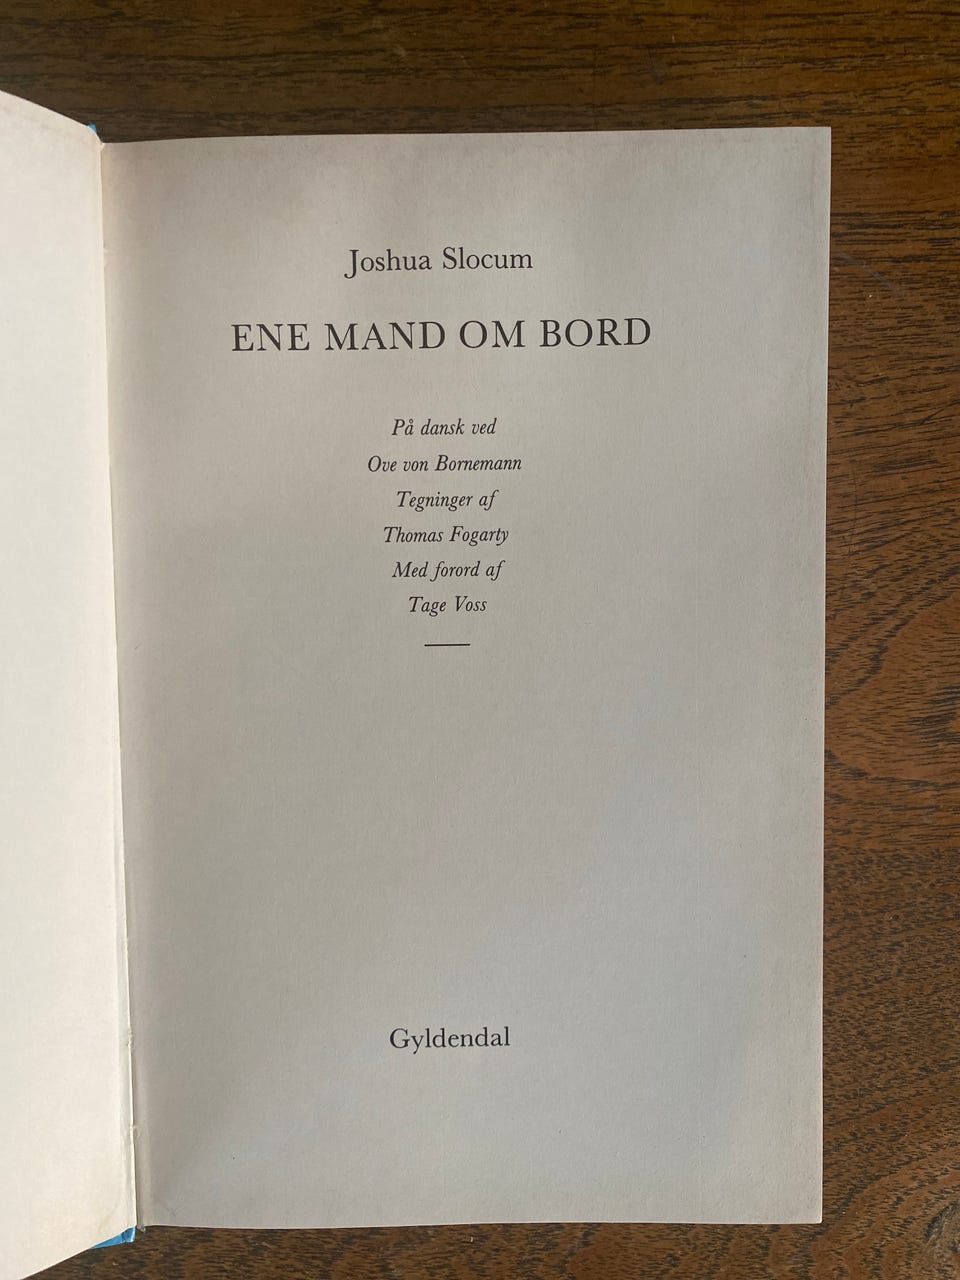 Joshua Slocum
ENE MAND OM BORD
På dansk ved
Ove von Bornemann
Tegninger af
Thomas Fogarty
Med forord af
Tage Voss
Gyldendal